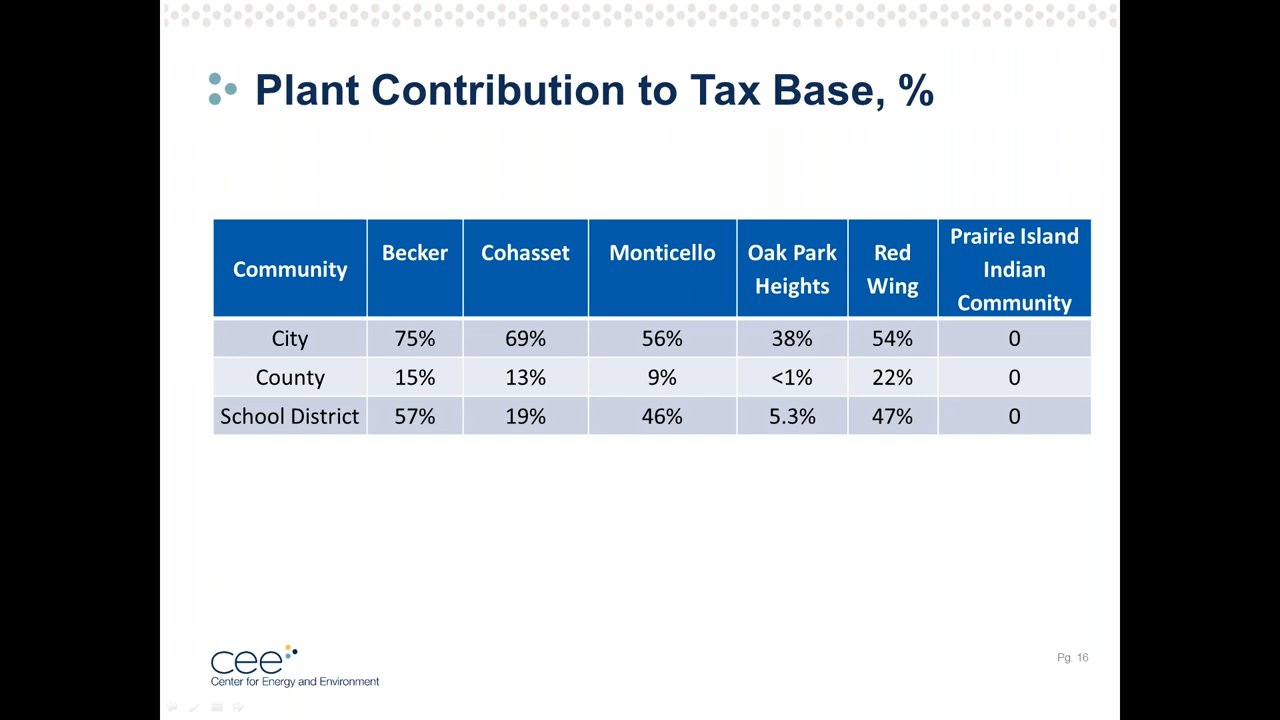 Plant Contribution to Tax Base, %
Community Becker Cohasset Monticello Oak Park Heights Red Wing Prairie Island Indian Community
City 75% 69% 56% 38% 54% 0
County 15% 13% 9% <1% 22% 0
School District 57% 19% 46% 5.3% 47% 0
cee
Center for Energy and Environment
Pg. 16